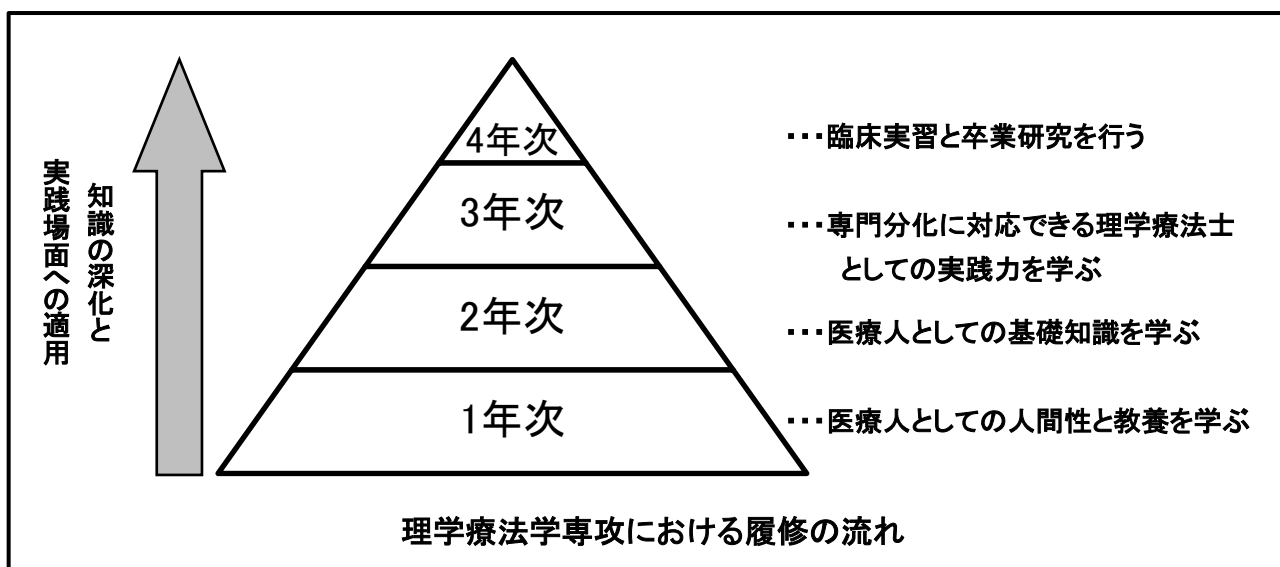 知識の深化と
実践場面への適用
4年次
・・・臨床実習と卒業研究を行う
3年次
・・・専門分化に対応できる理学療法士
としての実践力を学ぶ
2年次
・・・医療人としての基礎知識を学ぶ
1年次
・・・医療人としての人間性と教養を学ぶ
理学療法学専攻における履修の流れ